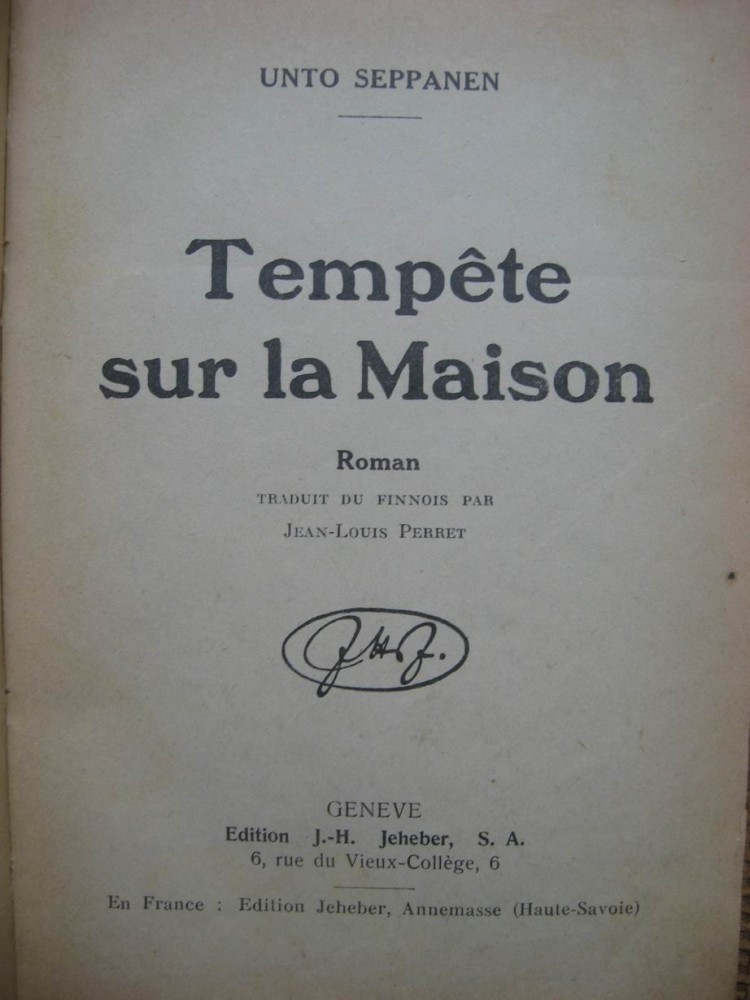 UNTO SEPPANEN
Tempête
sur la Maison
Roman
TRADUIT DU FINNOIS PAR
JEAN-LOUIS PERRET
J.H.J.
GENEVE
Edition J.-H. Jeheber, S. A.
6, rue du Vieux-Collège, 6
En France : Edition Jeheber, Annemasse (Haute-Savoie)